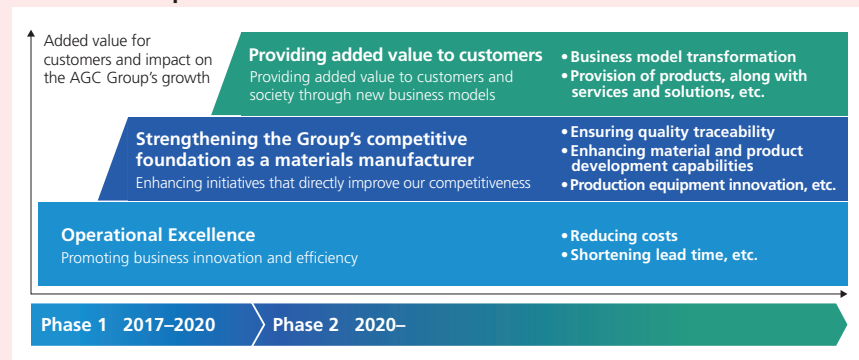 Added value for
customers and impact on
the AGC Group's growth
Providing added value to customers
Providing added value to customers and
society through new business models
• Business model transformation
• Provision of products, along with
services and solutions, etc.
Strengthening the Group's competitive
foundation as a materials manufacturer
Enhancing initiatives that directly improve our competitiveness
• Ensuring quality traceability
• Enhancing material and product
development capabilities
• Production equipment innovation, etc.
Operational Excellence
Promoting business innovation and efficiency
• Reducing costs
• Shortening lead time, etc.
Phase 1 2017–2020
Phase 2 2020–